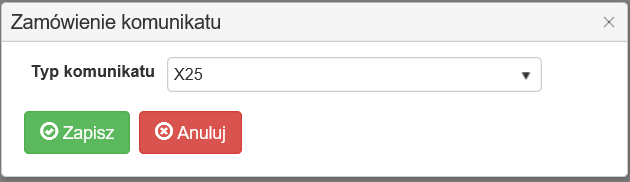 Zamówienie komunikatu
Typ komunikatu X25
Zapisz Anuluj